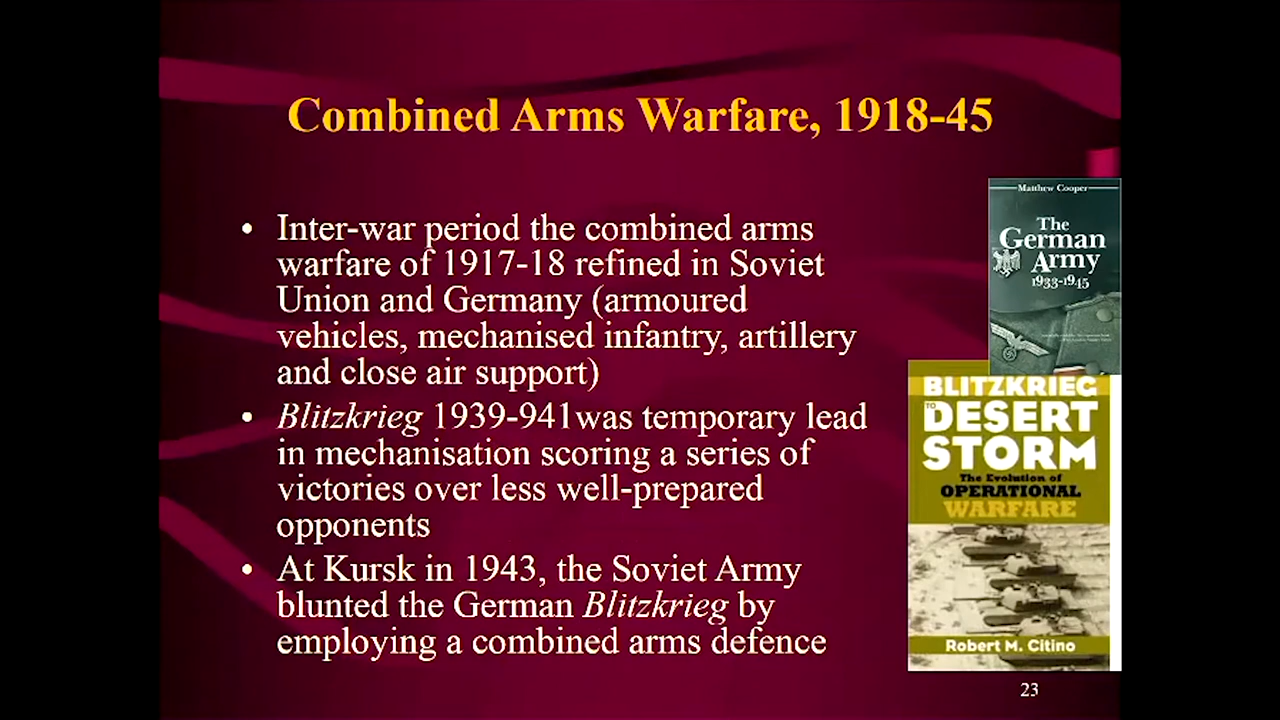 Combined Arms Warfare, 1918-45
• Inter-war period the combined arms
warfare of 1917-18 refined in Soviet
Union and Germany (armoured
vehicles, mechanised infantry, artillery
and close air support)
• Blitzkrieg 1939-941was temporary lead
in mechanisation scoring a series of
victories over less well-prepared
opponents
• At Kursk in 1943, the Soviet Army
blunted the German Blitzkrieg by
employing a combined arms defence
Matthew Cooper
The
German
Army
1933-1945
BLITZKRIEG
TO
DESERT
STORM
The Evolution of
OPERATIONAL
WARFARE
Robert M. Citino
23